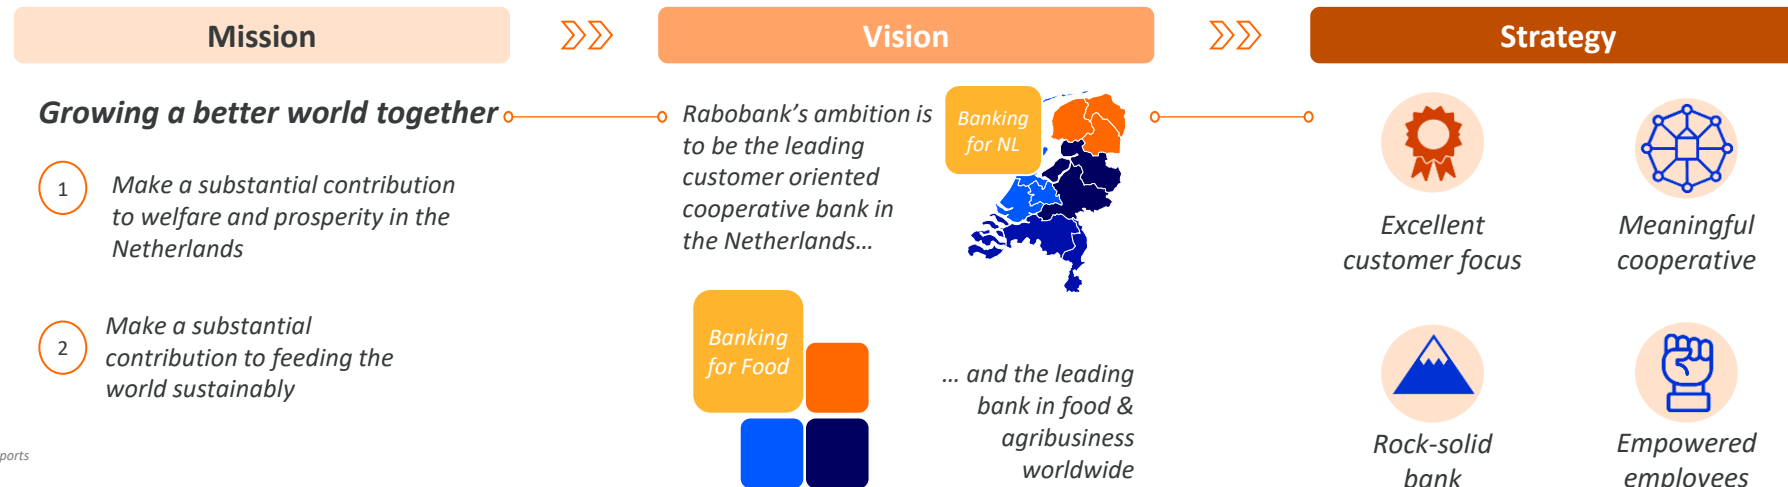 Mission
Vision
Strategy
Growing a better world together
1
Make a substantial contribution
to welfare and prosperity in the
Netherlands
2
Make a substantial
contribution to feeding the
world sustainably
Rabobank's ambition is
to be the leading
customer oriented
cooperative bank in
the Netherlands…
Banking
for NL
Banking
for Food
… and the leading
bank in food &
agribusiness
worldwide
Excellent
customer focus
Meaningful
cooperative
Rock-solid
bank
Empowered
employees